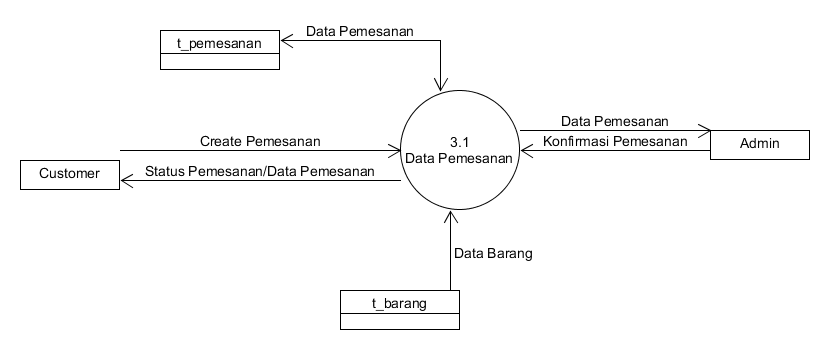 Data Pemesanan
t_pemesanan
Data Pemesanan
Create Pemesanan
3.1
Data Pemesanan
Konfirmasi Pemesanan
Admin
Customer
Status Pemesanan/Data Pemesanan
Data Barang
t_barang